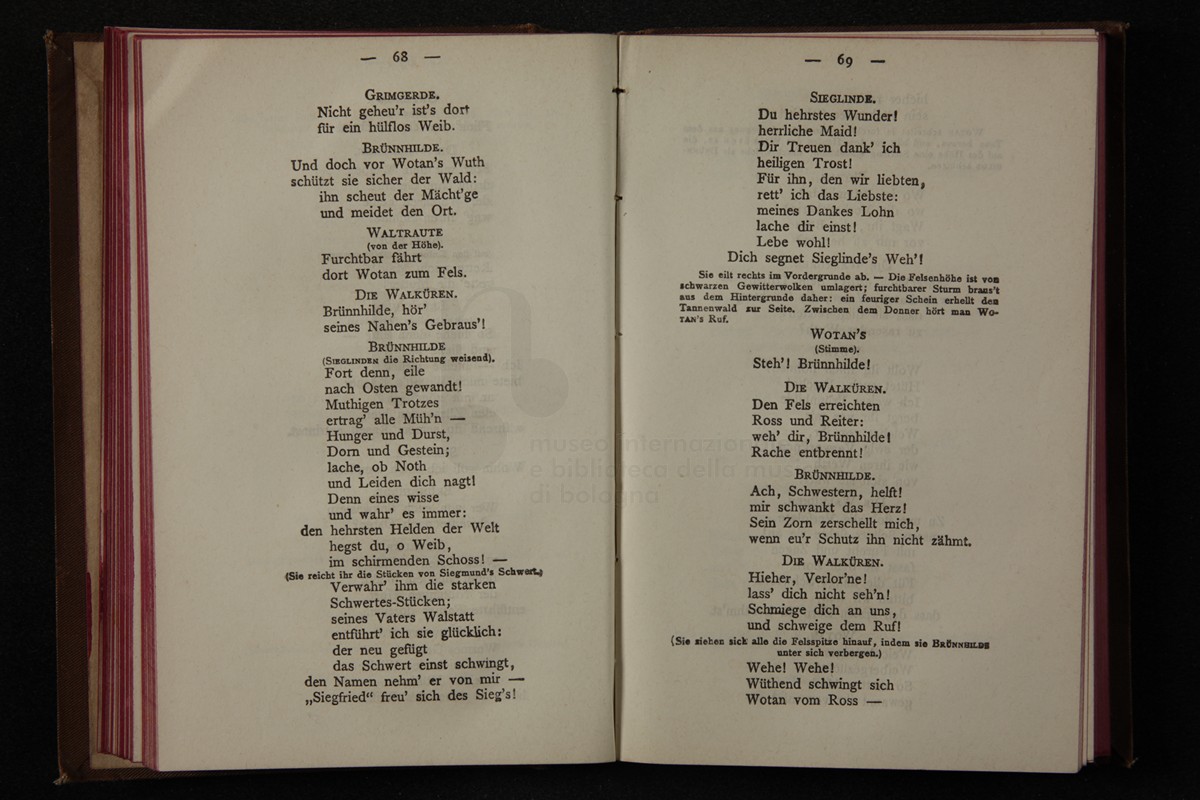 — 68 —
GRIMGERDE.
Nicht geheu'r ist's dort
für ein hülflos Weib.
BRÜNNHILDE.
Und doch vor Wotan's Wuth
schützt sie sicher der Wald:
ihn scheut der Mächt'ge
und meidet den Ort.
WALTRAUTE
(von der Höhe).
Furchtbar fährt
dort Wotan zum Fels.
DIE WALKÜREN.
Brünnhilde, hör'
seines Nahen's Gebraus'!
BRÜNNHILDE
(SIEGLINDEN die Richtung weisend).
Fort denn, eile
nach Osten gewandt!
Muthigen Trotzes
ertrag' alle Müh'n —
Hunger und Durst,
Dorn und Gestein;
lache, ob Noth
und Leiden dich nagt!
Denn eines wisse
und wahr' es immer:
den hehrsten Helden der Welt
hegst du, o Weib,
im schirmenden Schoss! —
(Sie reicht ihr die Stücken von Siegmund's Schwert.)
Verwahr' ihm die starken
Schwertes-Stücken;
seines Vaters Walstatt
entführt' ich sie glücklich:
der neu gefügt
das Schwert einst schwingt,
den Namen nehm' er von mir —
„Siegfried“ freu' sich des Sieg's!
— 69 —
SIEGLINDE.
Du hehrstes Wunder!
herrliche Maid!
Dir Treuen dank' ich
heiligen Trost!
Für ihn, den wir liebten,
rett' ich das Liebste:
meines Dankes Lohn
lache dir einst!
Lebe wohl!
Dich segnet Sieglinde's Weh'!
Sie eilt rechts im Vordergrunde ab. — Die Felsenhöhe ist von
schwarzen Gewitterwolken umlagert; furchtbarer Sturm braus't
aus dem Hintergrunde daher: ein feuriger Schein erhellt den
Tannenwald zur Seite. Zwischen dem Donner hört man WO-
TAN'S Ruf.
WOTAN'S
(Stimme).
Steh'! Brünnhilde!
DIE WALKÜREN.
Den Fels erreichten
Ross und Reiter:
weh' dir, Brünnhilde!
Rache entbrennt!
BRÜNNHILDE.
Ach, Schwestern, helft!
mir schwankt das Herz!
Sein Zorn zerschellt mich,
wenn eu'r Schutz ihn nicht zähmt.
DIE WALKÜREN.
Hieher, Verlor'ne!
lass' dich nicht seh'n!
Schmiege dich an uns,
und schweige dem Ruf!
(Sie ziehen sich alle die Felsspitze hinauf, indem sie BRÜNNHILDE
unter sich verbergen.)
Wehe! Wehe!
Wüthend schwingt sich
Wotan vom Ross —
museo internazionale
e biblioteca della musica
di bologna